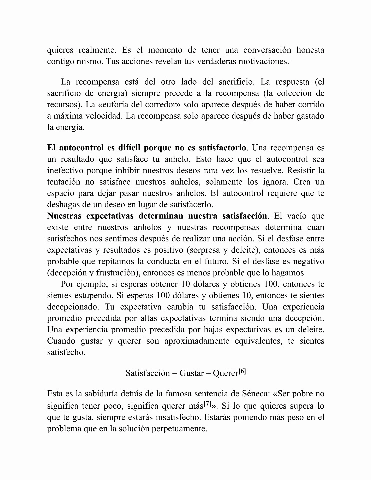 quieres realmente. Es el momento de tener una conversación honesta
contigo mismo. Tus acciones revelan tus verdaderas motivaciones.
La recompensa está del otro lado del sacrificio. La respuesta (el
sacrificio de energía) siempre precede a la recompensa (la colección de
recursos). La «euforia del corredor» solo aparece después de haber corrido
a máxima velocidad. La recompensa solo aparece después de haber gastado
la energía.
El autocontrol es difícil porque no es satisfactorio. Una recompensa es
un resultado que satisface tu anhelo. Esto hace que el autocontrol sea
inefectivo porque inhibir nuestros deseos rara vez los resuelve. Resistir la
tentación no satisface nuestros anhelos, solamente los ignora. Crea un
espacio para dejar pasar nuestros anhelos. El autocontrol requiere que te
deshagas de un deseo en lugar de satisfacerlo.
Nuestras expectativas determinan nuestra satisfacción. El vacío que
existe entre nuestros anhelos y nuestras recompensas determina cuán
satisfechos nos sentimos después de realizar una acción. Si el desfase entre
expectativas y resultados es positivo (sorpresa y deleite), entonces es más
probable que repitamos la conducta en el futuro. Si el desfase es negativo
(decepción y frustración), entonces es menos probable que lo hagamos.
Por ejemplo, si esperas obtener 10 dólares y obtienes 100, entonces te
sientes estupendo. Si esperas 100 dólares y obtienes 10, entonces te sientes
decepcionado. Tu expectativa cambia tu satisfacción. Una experiencia
promedio precedida por altas expectativas termina siendo una decepción.
Una experiencia promedio precedida por bajas expectativas es un deleite.
Cuando gustar y querer son aproximadamente equivalentes, te sientes
satisfecho.
Satisfacción = Gustar – Querer[6]
Esta es la sabiduría detrás de la famosa sentencia de Séneca: «Ser pobre no
significa tener poco, significa querer más[7]». Si lo que quieres supera lo
que te gusta, siempre estarás insatisfecho. Estarás poniendo más peso en el
problema que en la solución perpetuamente.